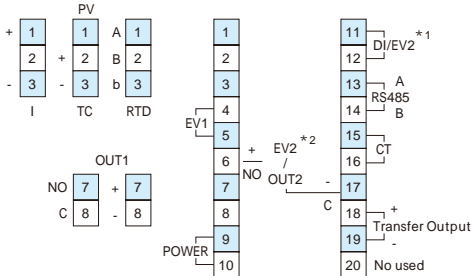 PV
+ 1 1 A 1
2 + 2 B 2
- 3 - 3 b 3
I TC RTD
OUT1
NO 7 + 7
C 8 - 8
1
2
3
4
EV1
5
6 + NO
7
8
9
POWER
10
EV2 *2
/
OUT2
- C
11
DI/EV2 *1
12
13 A
RS485
14 B
15
CT
16
17
18 +
Transfer Output
19 -
20 No used